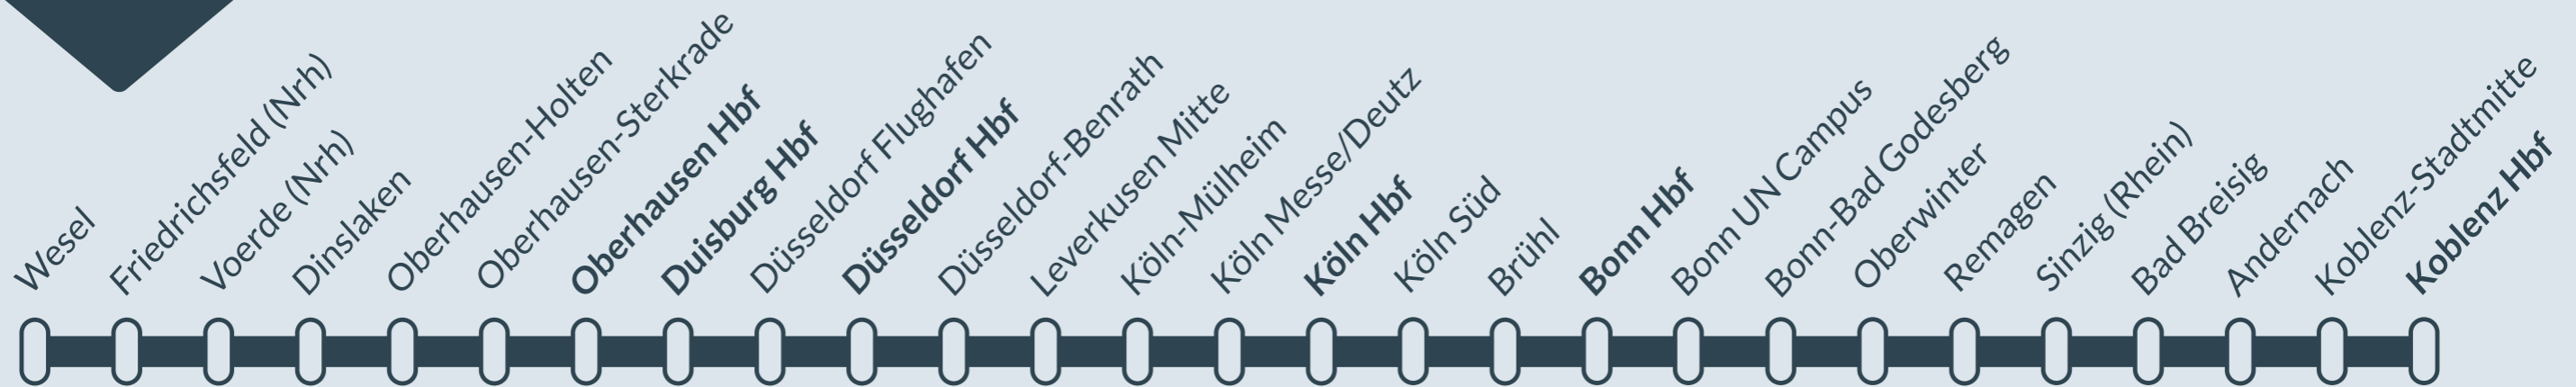 Wesel
Friedrichsfeld (Nrh)
Voerde (Nrh)
Dinslaken
Oberhausen-Holten
Oberhausen-Sterkrade
Oberhausen Hbf
Duisburg Hbf
Düsseldorf Flughafen
Düsseldorf Hbf
Düsseldorf-Benrath
Leverkusen Mitte
Köln-Mülheim
Köln Messe/Deutz
Köln Hbf
Köln Süd
Brühl
Bonn Hbf
Bonn UN Campus
Bonn-Bad Godesberg
Oberwinter
Remagen
Sinzig (Rhein)
Bad Breisig
Andernach
Koblenz-Stadtmitte
Koblenz Hbf